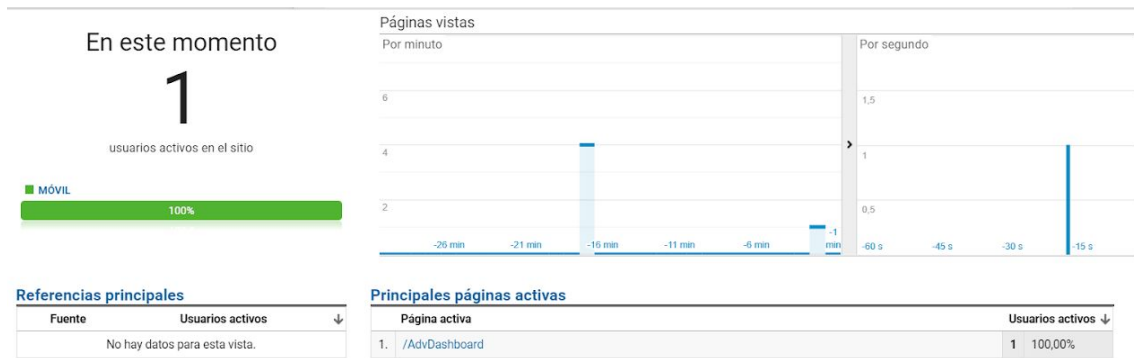 En este momento
1
usuarios activos en el sitio
MÓVIL
100%
Páginas vistas
Por minuto
6
4
2
-26 min
-21 min
-16 min
-11 min
-6 min
-1
min
Por segundo
1,5
1
0,5
-60 s
-45 s
-30 s
-15 s
Referencias principales
Fuente Usuarios activos
No hay datos para esta vista.
Principales páginas activas
Página activa Usuarios activos
1. /AdvDashboard 1 100,00%